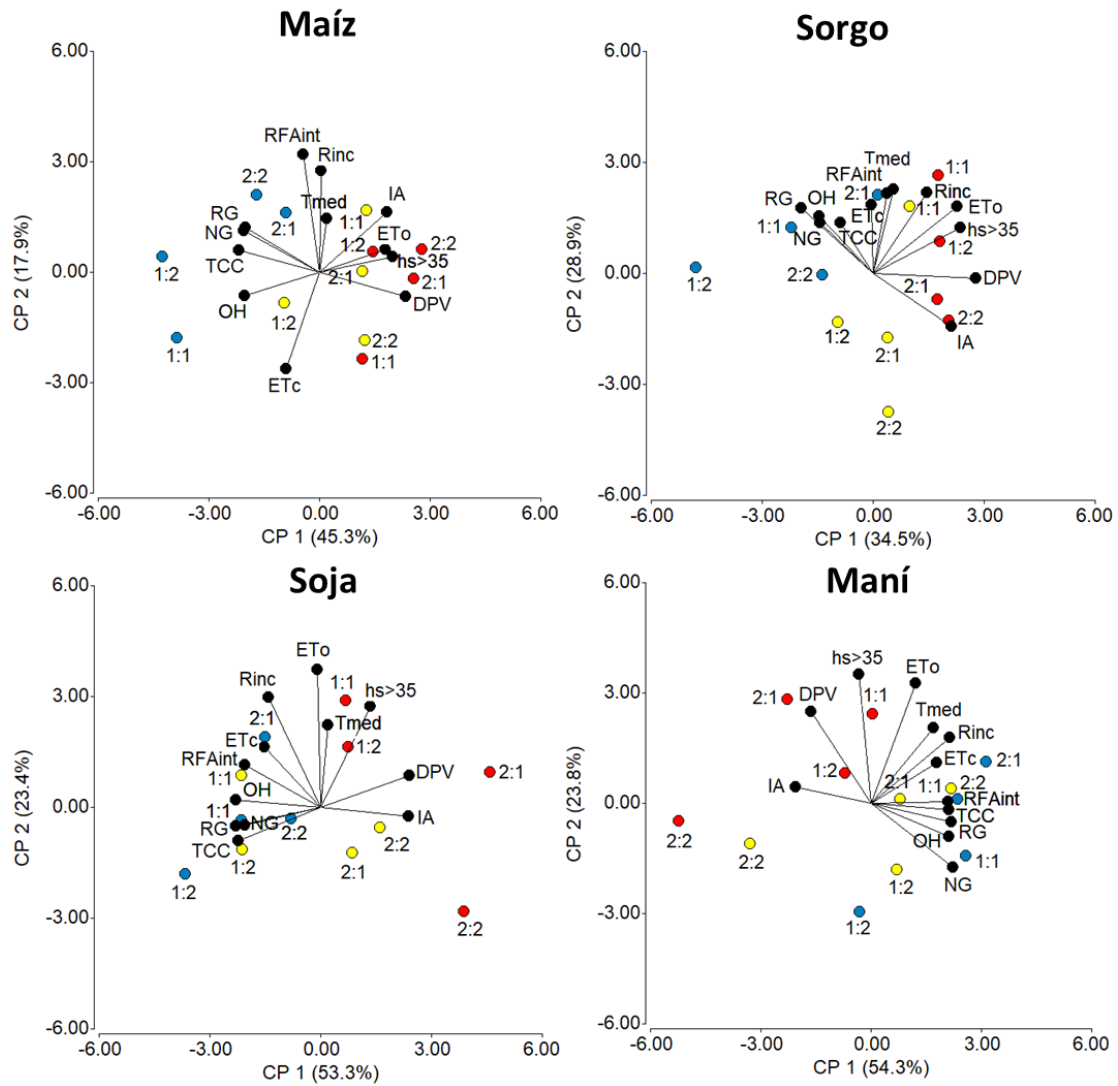 Maíz
6.00
RFAint
Rinc
3.00
2:2
IA
RG
2:1
Tmed
1:1
NG
ETo
1:2
2:2
TCC
hs>35
1:2
2:1
2:1
0.00
OH
DPV
1:2
2:2
1:1
1:1
ETc
-3.00
-6.00
-6.00 -3.00 0.00 3.00 6.00
CP 1 (45.3%)
CP 2 (17.9%)
Sorgo
6.00
3.00
Tmed
1:1
RFAint
RG
OH
2:1
Rinc
ETo
1:1
ETc
1:1
hs>35
NG
TCC
1:2
1:2
2:2
2:1
DPV
0.00
2:2
IA
1:2
2:1
2:2
-3.00
-6.00
-6.00 -3.00 0.00 3.00 6.00
CP 1 (34.5%)
CP 2 (28.9%)
Soja
6.00
ETo
Rinc
1:1
hs>35
3.00
2:1
Tmed
ETc
1:2
RFAint
DPV
2:1
1:1
OH
1:1
IA
0.00
RG
NG
2:2
2:2
TCC
1:2
2:1
1:2
2:2
-3.00
-6.00
-6.00 -3.00 0.00 3.00 6.00
CP 1 (53.3%)
CP 2 (23.4%)
Maní
6.00
hs>35
ETo
2:1
DPV
1:1
3.00
Tmed
Rinc
1:2
ETc
2:1
IA
2:1
1:1
2:2
RFAint
0.00
TCC
2:2
RG
2:2
OH
1:1
1:2
NG
1:2
-3.00
-6.00
-6.00 -3.00 0.00 3.00 6.00
CP 1 (54.3%)
CP 2 (23.8%)